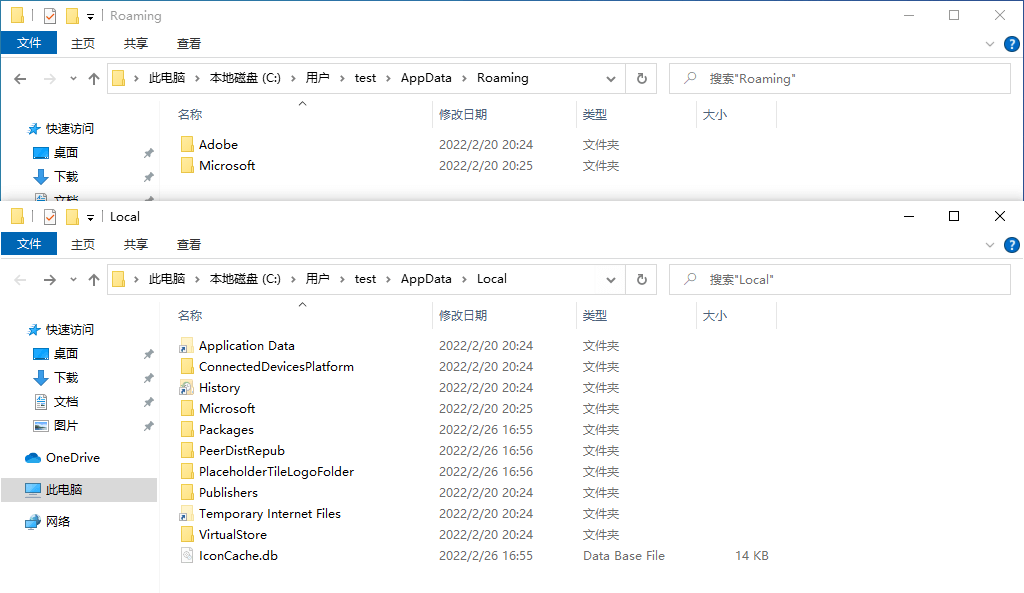 Roaming
文件 主页 共享 查看
此电脑 本地磁盘 (C:) 用户 test AppData Roaming 搜索"Roaming"
名称 修改日期 类型 大小
快速访问
桌面
下载
文档
Adobe 2022/2/20 20:24 文件夹
Microsoft 2022/2/20 20:25 文件夹
Local
文件 主页 共享 查看
此电脑 本地磁盘 (C:) 用户 test AppData Local 搜索"Local"
名称 修改日期 类型 大小
快速访问
桌面
下载
文档
图片
OneDrive
此电脑
网络
Application Data 2022/2/20 20:24 文件夹
ConnectedDevicesPlatform 2022/2/20 20:24 文件夹
History 2022/2/20 20:24 文件夹
Microsoft 2022/2/20 20:25 文件夹
Packages 2022/2/26 16:55 文件夹
PeerDistRepub 2022/2/26 16:56 文件夹
PlaceholderTileLogoFolder 2022/2/26 16:56 文件夹
Publishers 2022/2/20 20:24 文件夹
Temporary Internet Files 2022/2/20 20:24 文件夹
VirtualStore 2022/2/20 20:24 文件夹
IconCache.db 2022/2/26 16:55 Data Base File 14 KB